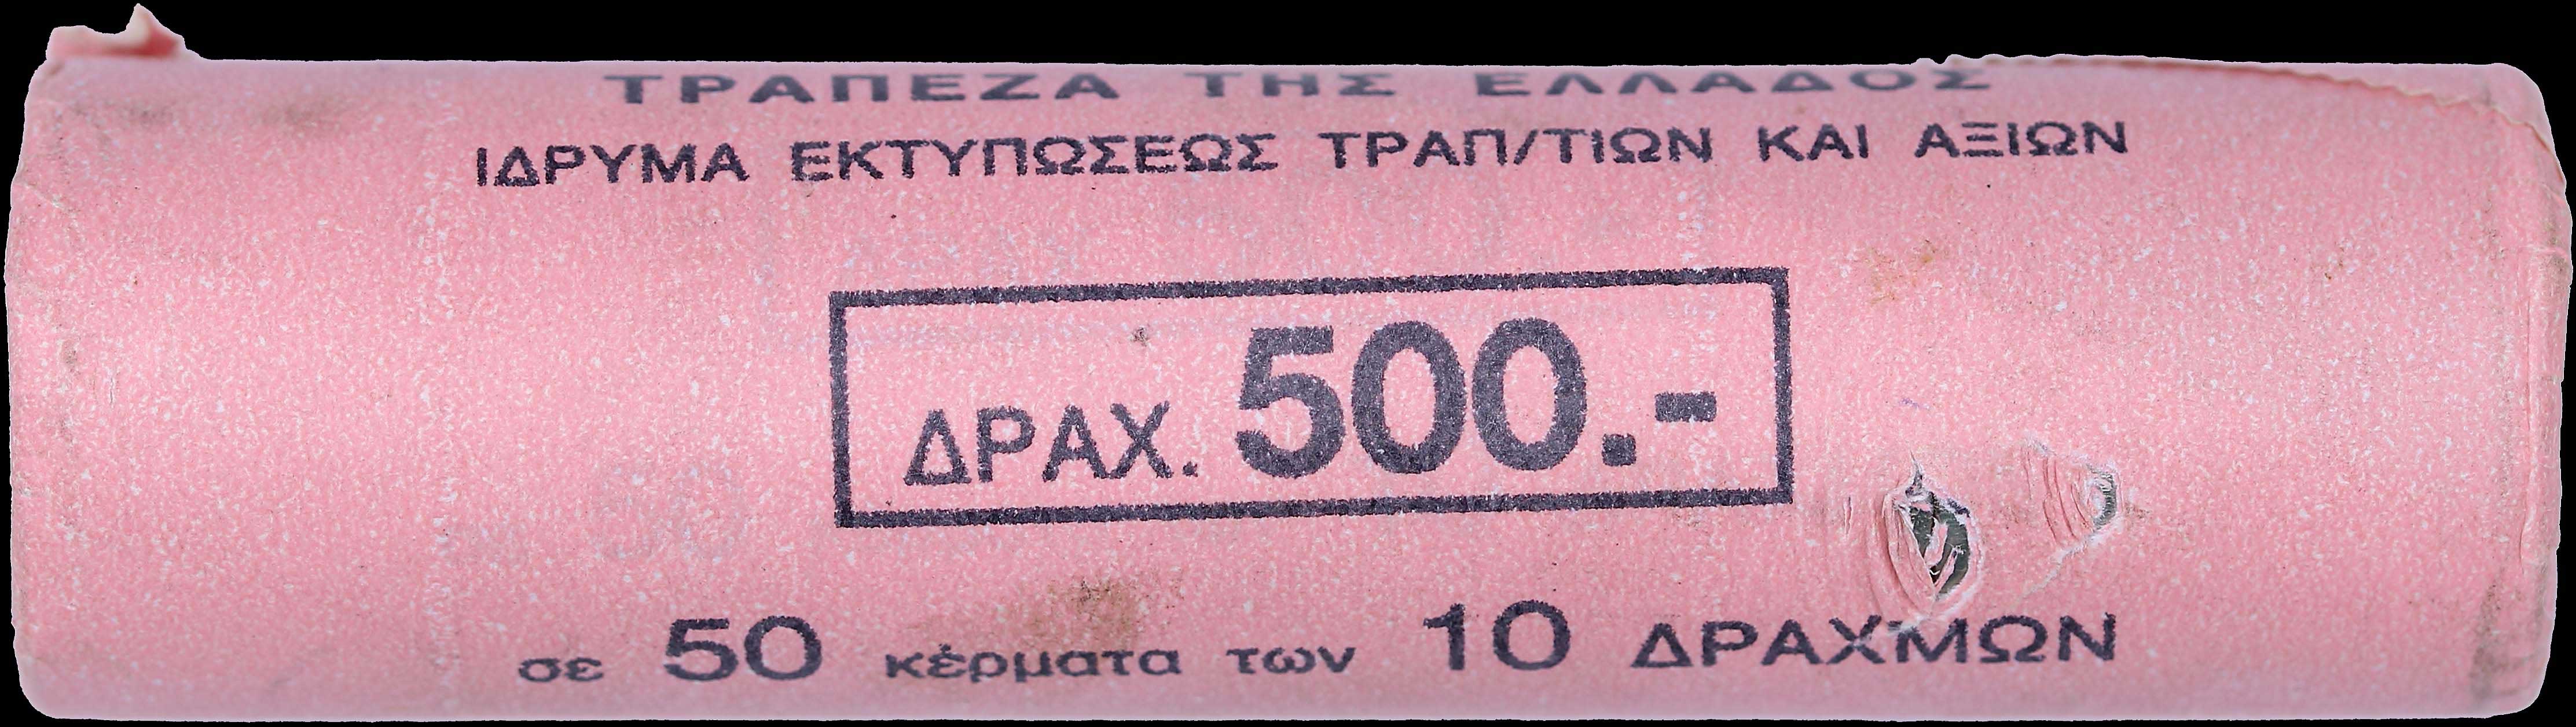 ΤΡΑΠΕΖΑ ΤΗΣ ΕΛΛΑΔΟΣ
ΙΔΡΥΜΑ ΕΚΤΥΠΩΣΕΩΣ ΤΡΑΠ/ΤΙΩΝ ΚΑΙ ΑΞΙΩΝ
ΔΡΑΧ. 500.-
σε 50 κέρματα των 10 ΔΡΑΧΜΩΝ